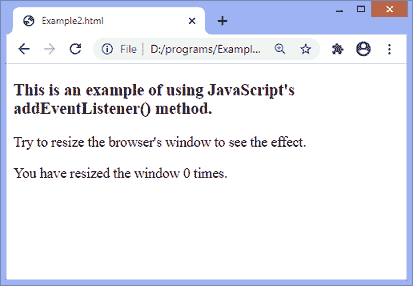 Example2.html
File | D:/programs/Exampl...
This is an example of using JavaScript's
addEventListener() method.
Try to resize the browser's window to see the effect.
You have resized the window 0 times.